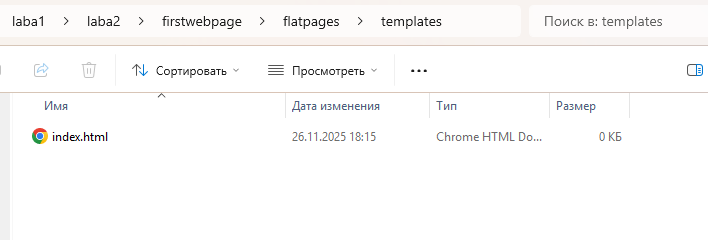 laba1 > laba2 > firstwebpage > flatpages > templates Поиск в: templates
Сортировать Просмотреть •••
Имя Дата изменения Тип Размер
index.html 26.11.2025 18:15 Chrome HTML Do... 0 КБ